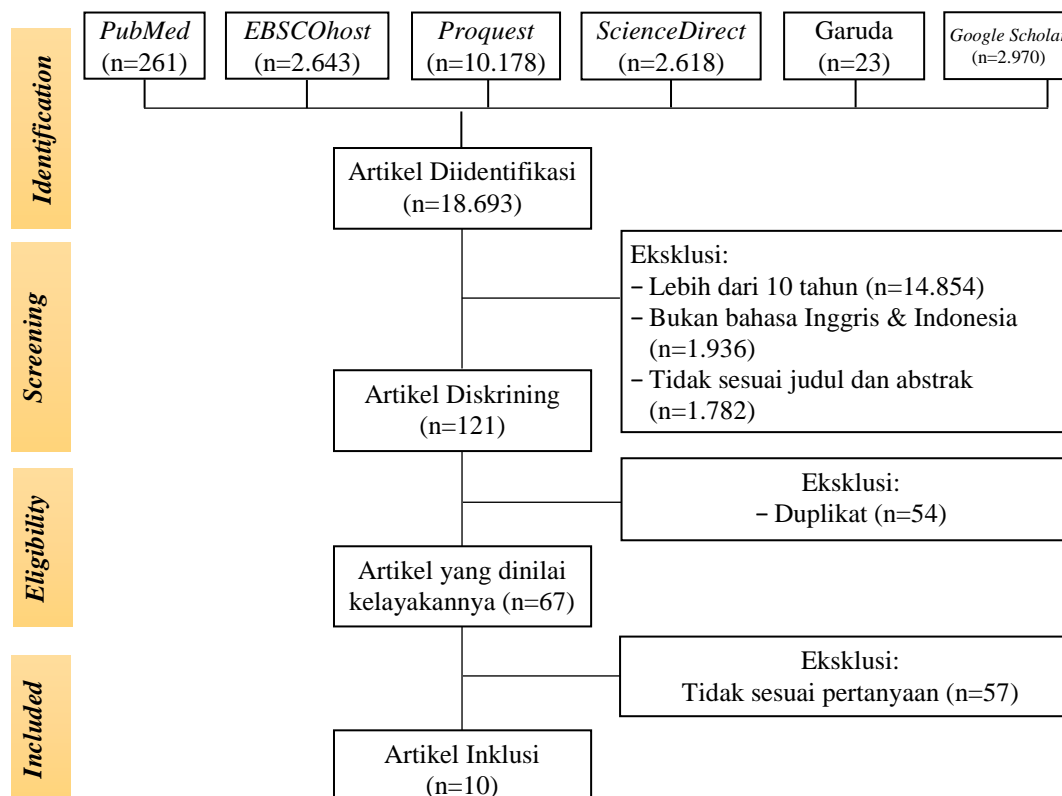 PubMed
(n=261)
EBSCOhost
(n=2.643)
Proquest
(n=10.178)
ScienceDirect
(n=2.618)
Garuda
(n=23)
Google Scholar
(n=2.970)
Identification
Artikel Diidentifikasi
(n=18.693)
Screening
Eksklusi:
– Lebih dari 10 tahun (n=14.854)
– Bukan bahasa Inggris & Indonesia
(n=1.936)
– Tidak sesuai judul dan abstrak
(n=1.782)
Artikel Diskrining
(n=121)
Eligibility
Eksklusi:
– Duplikat (n=54)
Artikel yang dinilai
kelayakannya (n=67)
Included
Eksklusi:
Tidak sesuai pertanyaan (n=57)
Artikel Inklusi
(n=10)